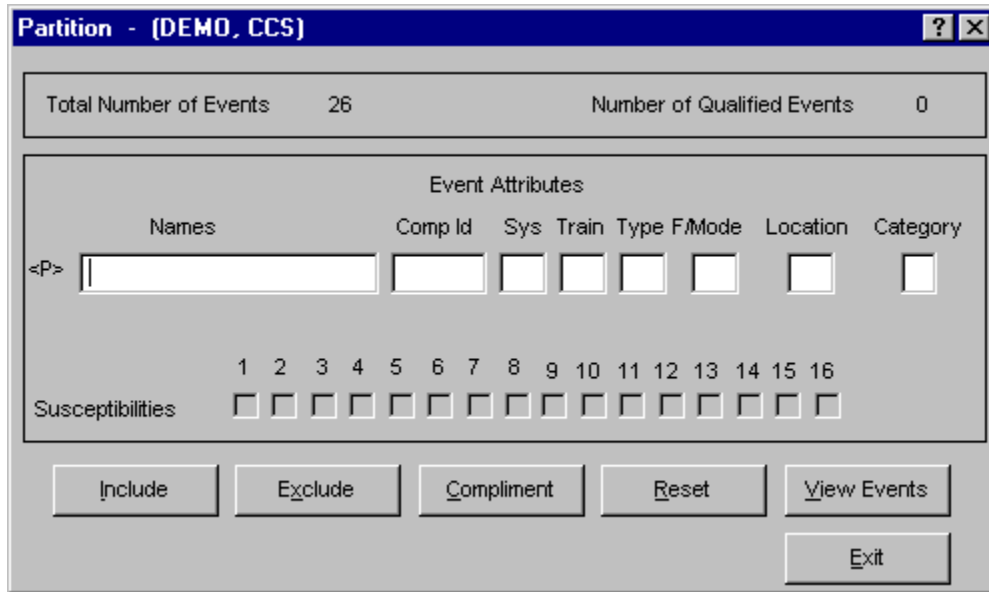 Partition - (DEMO, CCS)
Total Number of Events 26 Number of Qualified Events 0
Event Attributes
Names Comp Id Sys Train Type F/Mode Location Category
<P>
1 2 3 4 5 6 7 8 9 10 11 12 13 14 15 16
Susceptibilities
Include Exclude Compliment Reset View Events
Exit